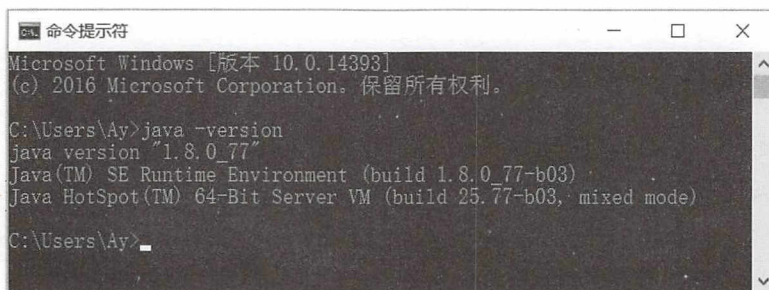 命令提示符
Microsoft Windows [版本 10.0.14393]
(c) 2016 Microsoft Corporation。保留所有权利。
C:\Users\Ay>java -version
java version "1.8.0_77"
Java(TM) SE Runtime Environment (build 1.8.0_77-b03)
Java HotSpot(TM) 64-Bit Server VM (build 25.77-b03, mixed mode)
C:\Users\Ay>